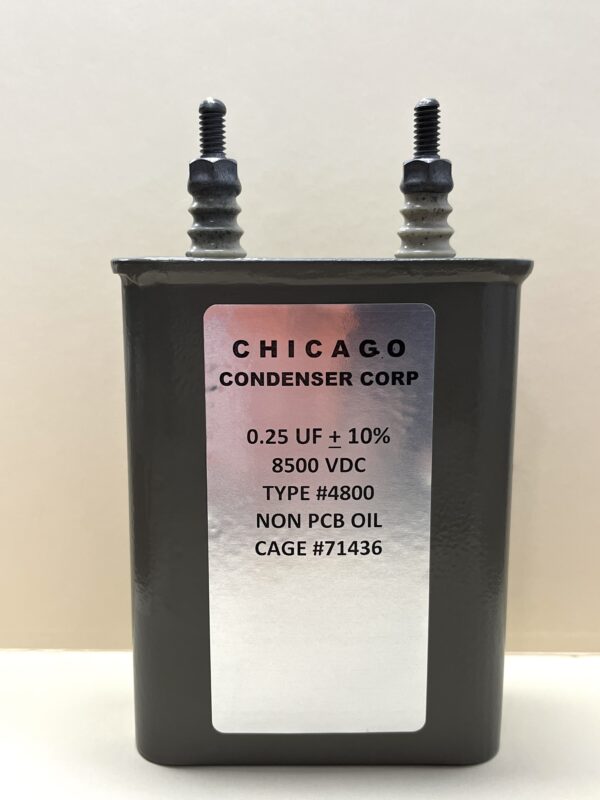 CHICAGO
CONDENSER CORP
0.25 UF ± 10%
8500 VDC
TYPE #4800
NON PCB OIL
CAGE #71436